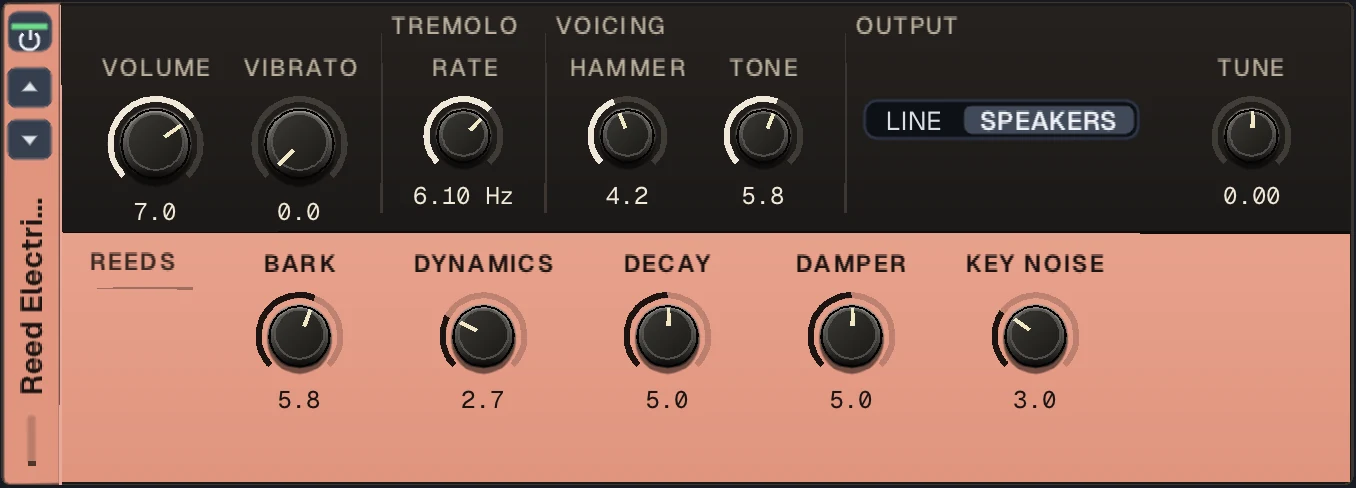 TREMOLO VOICING OUTPUT
VOLUME VIBRATO RATE HAMMER TONE TUNE
LINE SPEAKERS
7.0 0.0 6.10 Hz 4.2 5.8 0.00
REEDS BARK DYNAMICS DECAY DAMPER KEY NOISE
5.8 2.7 5.0 5.0 3.0
Reed Electri...